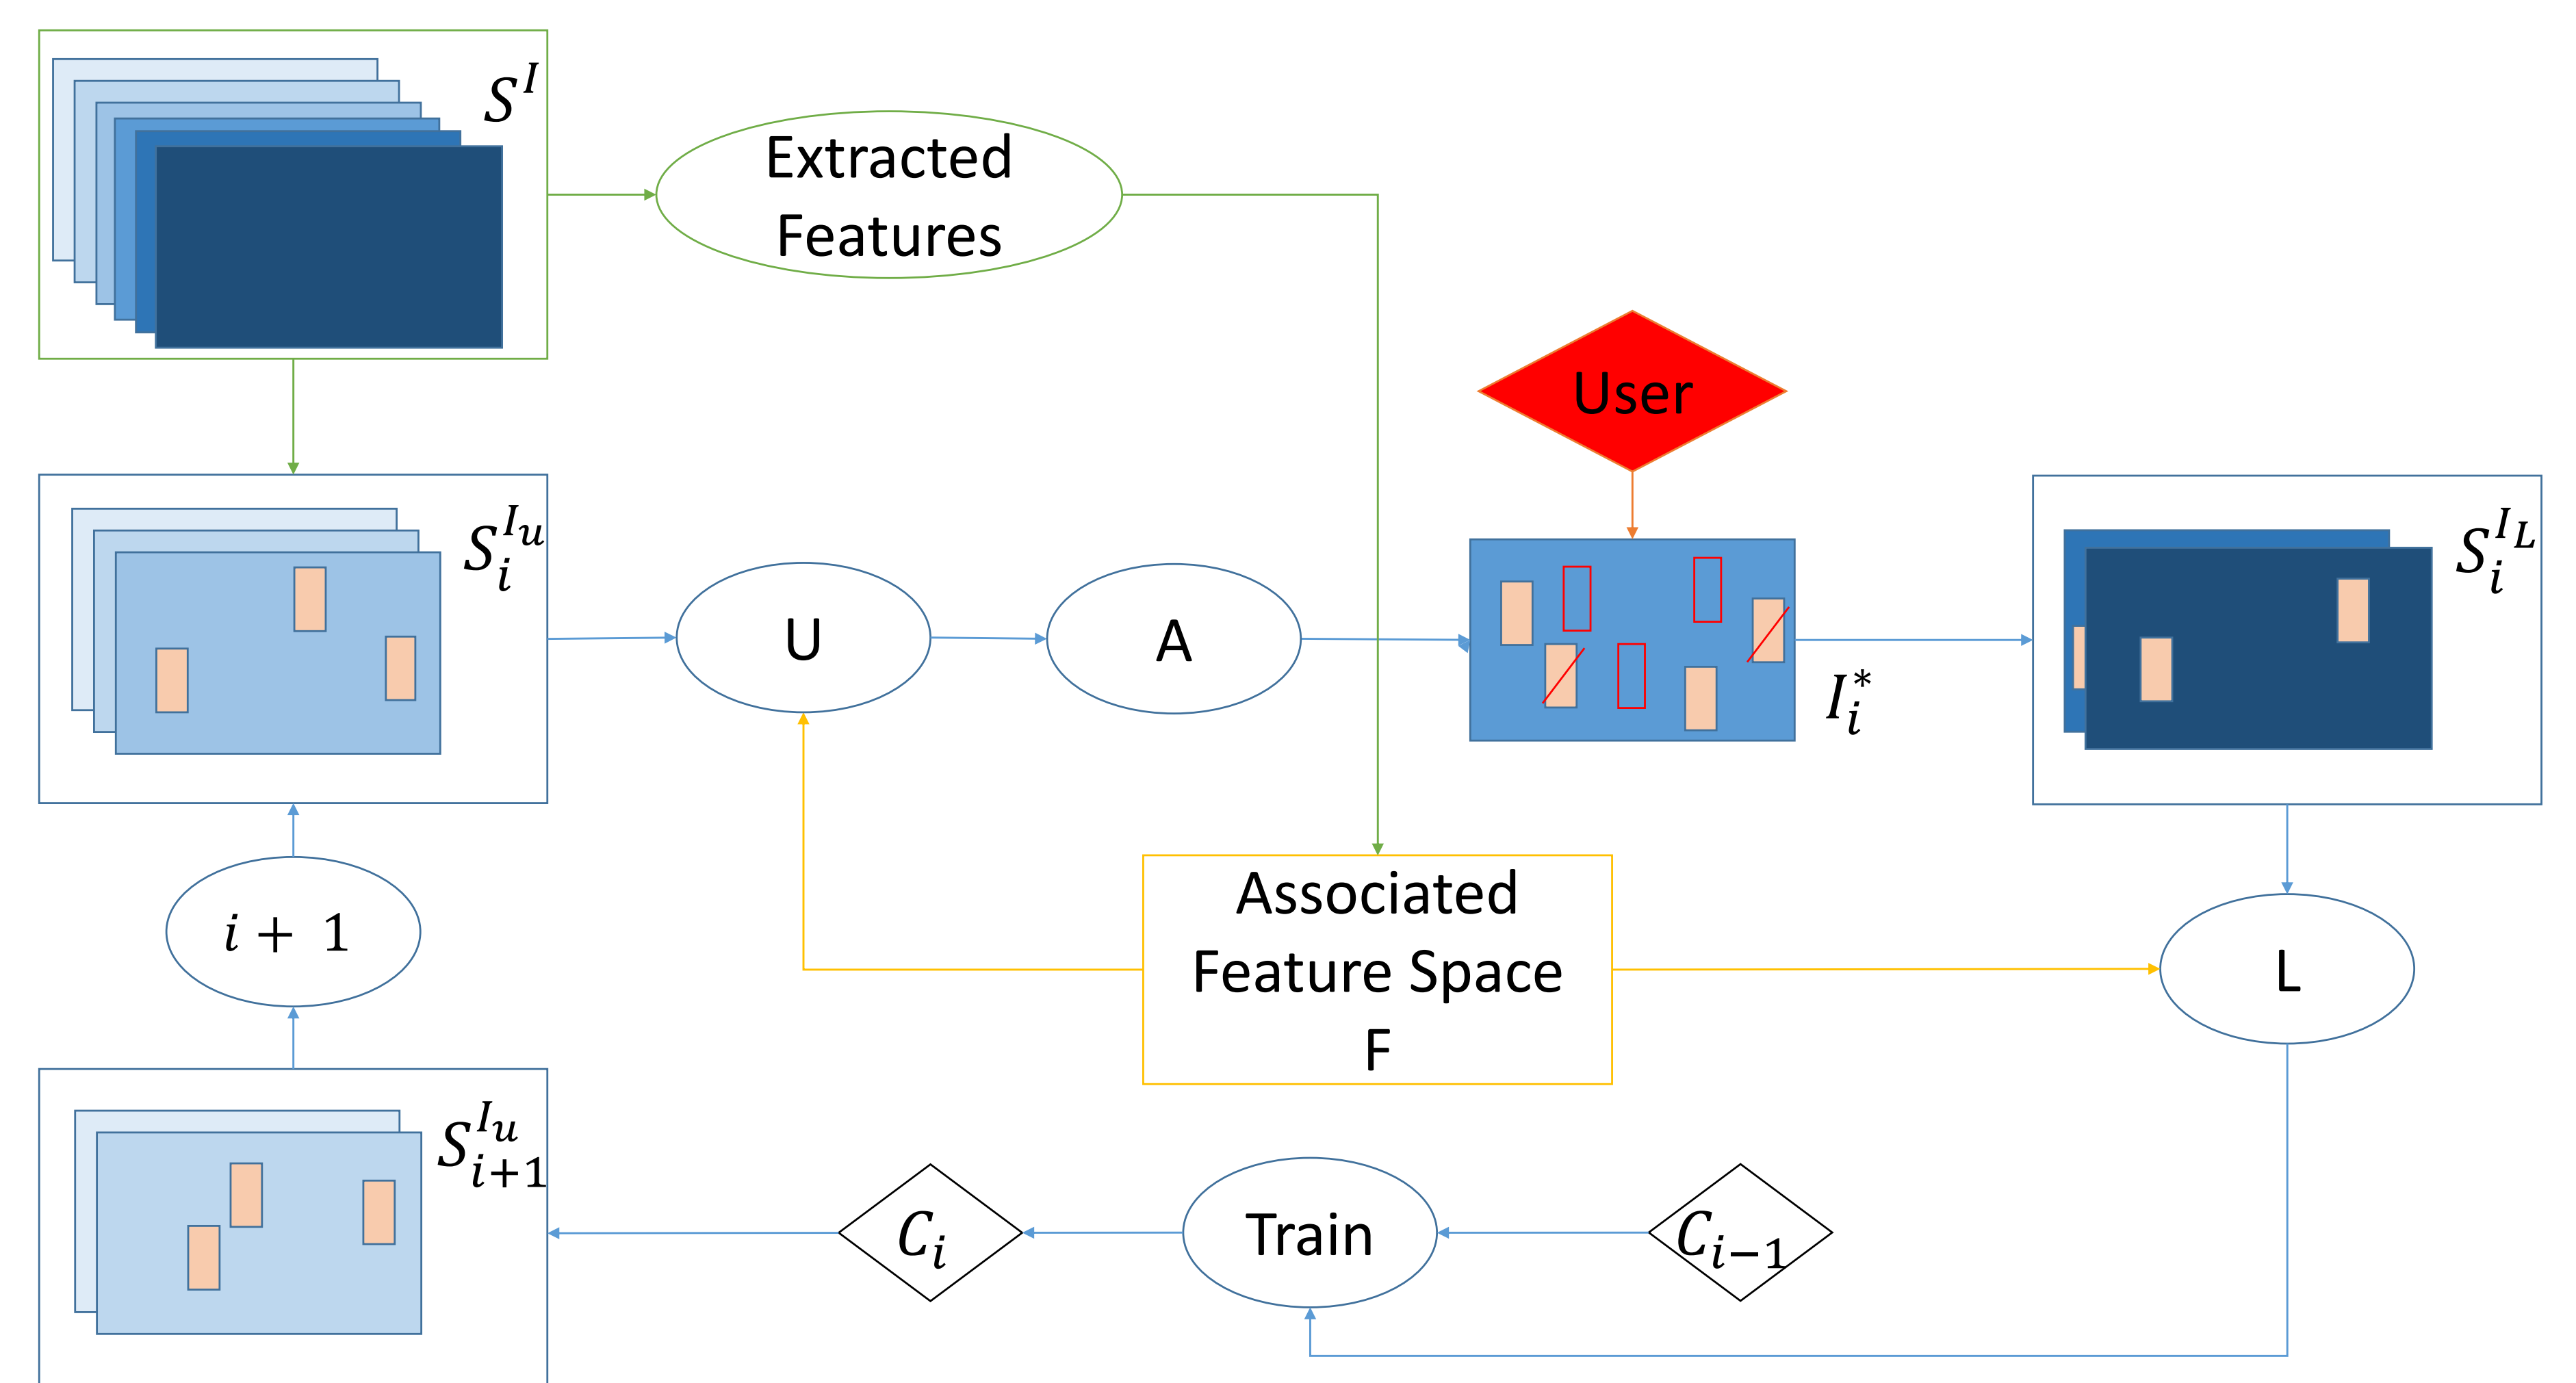 S^I
Extracted
Features
User
S_i^{I_u}
U
A
I_i^*
S_i^{I_L}
i + 1
Associated
Feature Space
F
L
S_{i+1}^{I_u}
C_i
Train
C_{i-1}